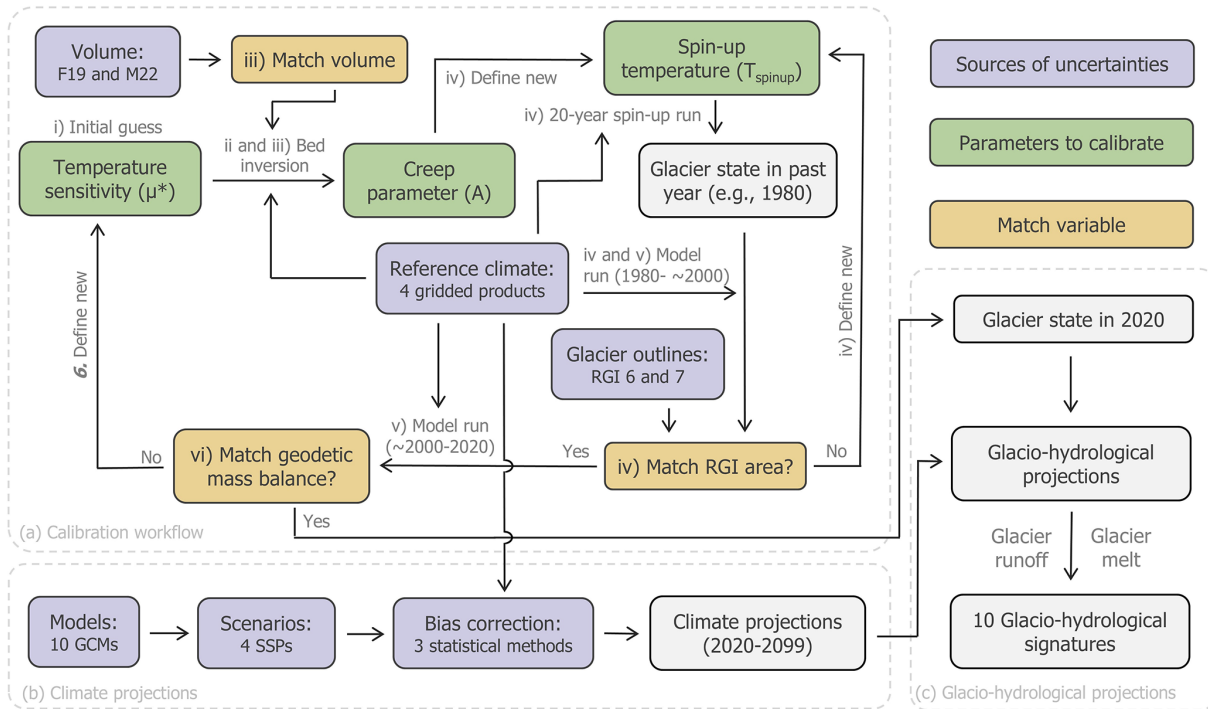 Volume:
F19 and M22
iii) Match volume
i) Initial guess
Temperature
sensitivity (μ*)
ii and iii) Bed
inversion
Creep
parameter (A)
iv) Define new
Spin-up
temperature (Tspinup)
iv) 20-year spin-up run
Glacier state in past
year (e.g., 1980)
Reference climate:
4 gridded products
iv and v) Model
run (1980- ~2000)
iv) Define new
Glacier outlines:
RGI 6 and 7
6. Define new
v) Model run
(~2000-2020)
No
vi) Match geodetic
mass balance?
Yes
iv) Match RGI area?
No
Yes
(a) Calibration workflow
Sources of uncertainties
Parameters to calibrate
Match variable
Glacier state in 2020
Glacio-hydrological
projections
Glacier
runoff
Glacier
melt
10 Glacio-hydrological
signatures
(c) Glacio-hydrological projections
Models:
10 GCMs
Scenarios:
4 SSPs
Bias correction:
3 statistical methods
Climate projections
(2020-2099)
(b) Climate projections